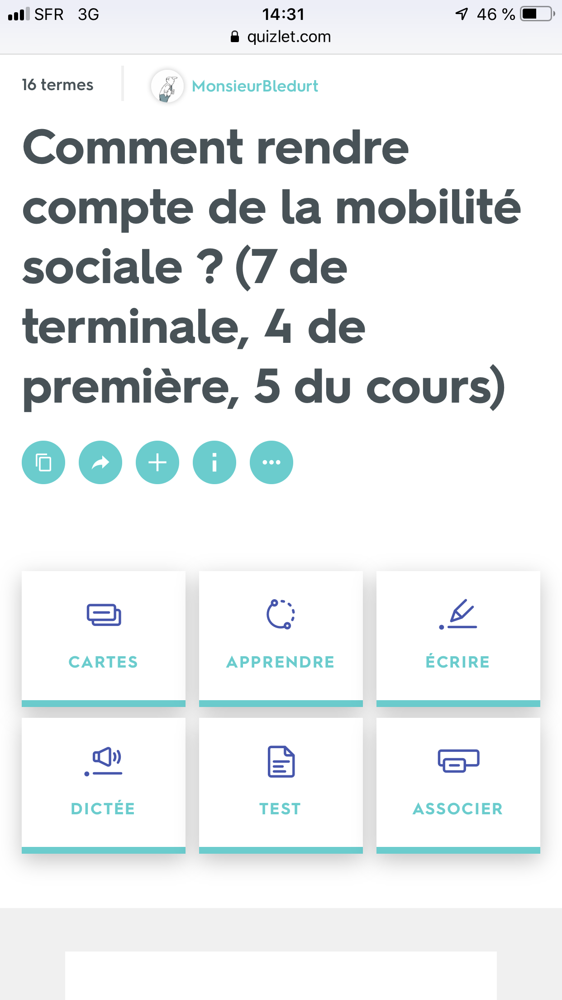 SFR 3G 14:31 46 %
quizlet.com
16 termes MonsieurBledurt
Comment rendre
compte de la mobilité
sociale ? (7 de
terminale, 4 de
première, 5 du cours)
CARTES APPRENDRE ÉCRIRE
DICTÉE TEST ASSOCIER